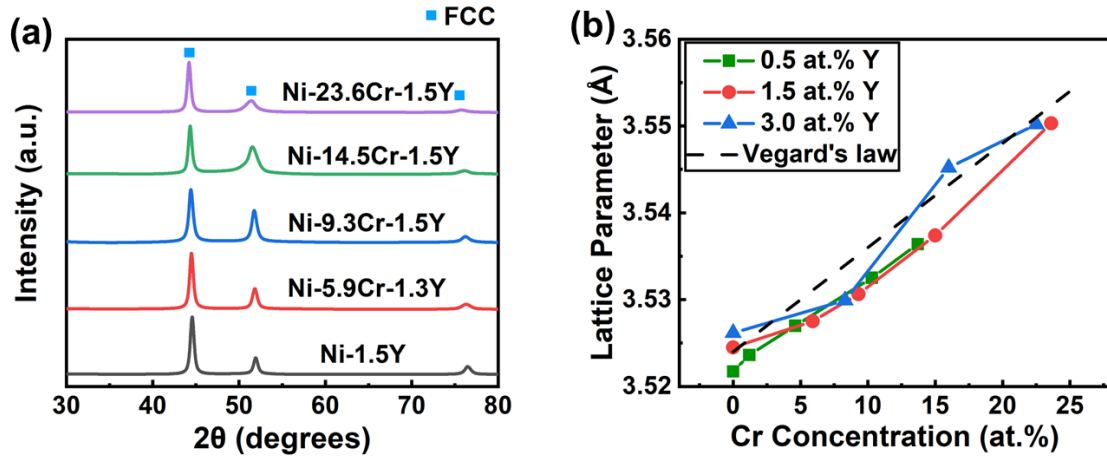 (a)
FCC
Ni-23.6Cr-1.5Y
Ni-14.5Cr-1.5Y
Ni-9.3Cr-1.5Y
Ni-5.9Cr-1.3Y
Ni-1.5Y
Intensity (a.u.)
30 40 50 60 70 80
2θ (degrees)
(b)
0.5 at.% Y
1.5 at.% Y
3.0 at.% Y
Vegard's law
Lattice Parameter (Å)
3.56
3.55
3.54
3.53
3.52
0 5 10 15 20 25
Cr Concentration (at.%)